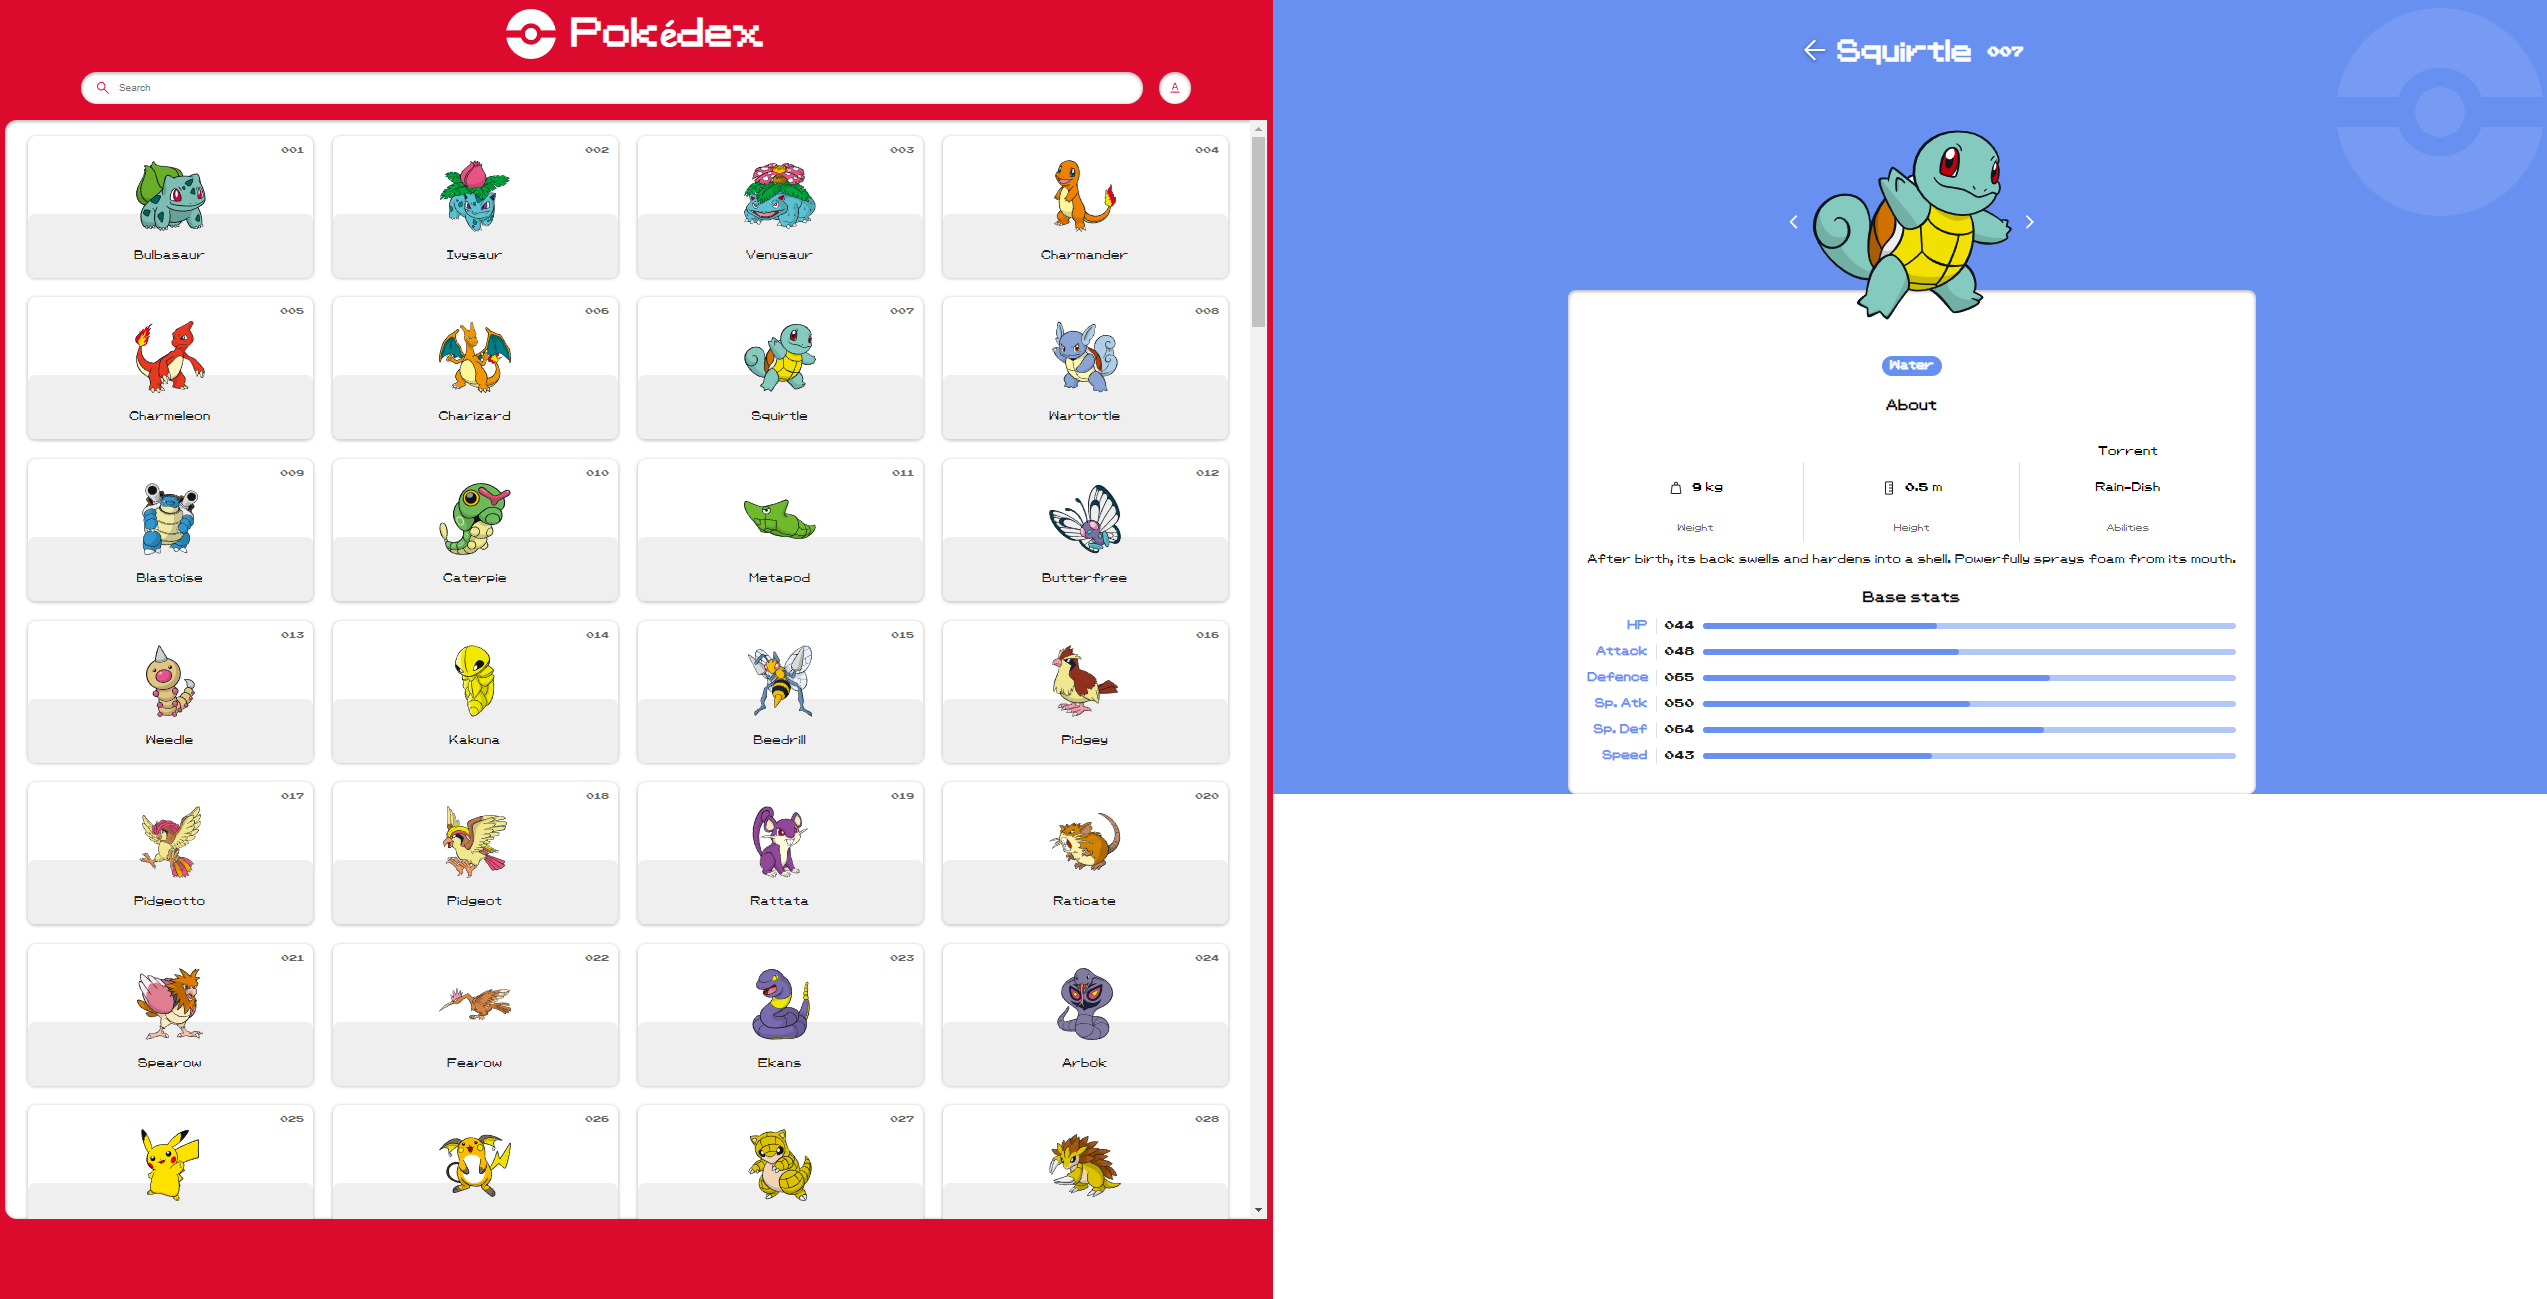 Pokédex
Search
A
001
002
003
004
Bulbasaur
Ivysaur
Venusaur
Charmander
005
006
007
008
Charmeleon
Charizard
Squirtle
Wartortle
009
010
011
012
Blastoise
Caterpie
Metapod
Butterfree
013
014
015
016
Weedle
Kakuna
Beedrill
Pidgey
017
018
019
020
Pidgeotto
Pidgeot
Rattata
Raticate
021
022
023
024
Spearow
Fearow
Ekans
Arbok
025
026
027
028
Squirtle 007
Water
About
9 kg
Weight
0.5 m
Height
Torrent
Rain-Dish
Abilities
After birth, its back swells and hardens into a shell. Powerfully sprays foam from its mouth.
Base stats
HP 044
Attack 048
Defence 065
Sp. Atk 050
Sp. Def 064
Speed 043